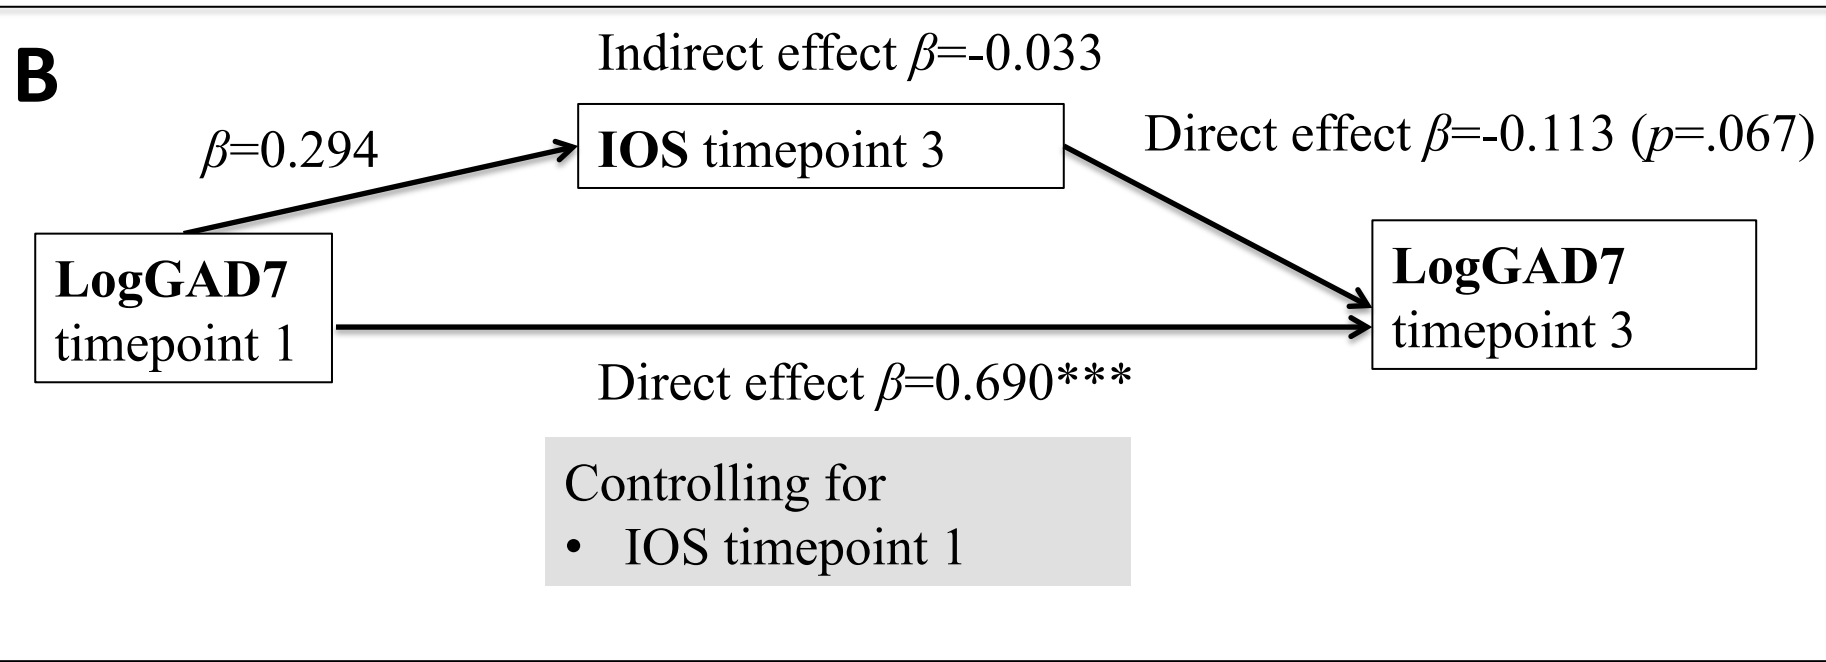 B
Indirect effect β=-0.033
β=0.294
IOS timepoint 3
Direct effect β=-0.113 (p=.067)
LogGAD7
timepoint 1
LogGAD7
timepoint 3
Direct effect β=0.690***
Controlling for
• IOS timepoint 1